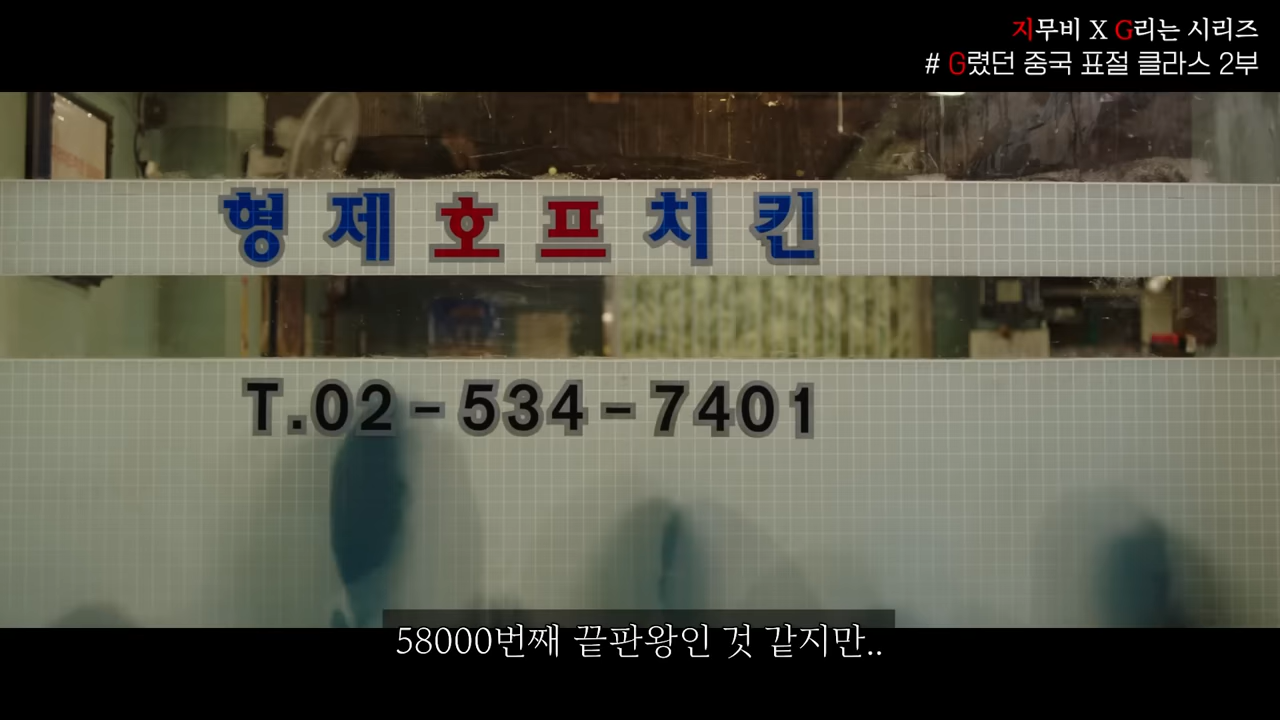 지무비 X G리는 시리즈
# G렸던 중국 표절 클라스 2부
형제호프치킨
T.02-534-7401
58000번째 끝판왕인 것 같지만..